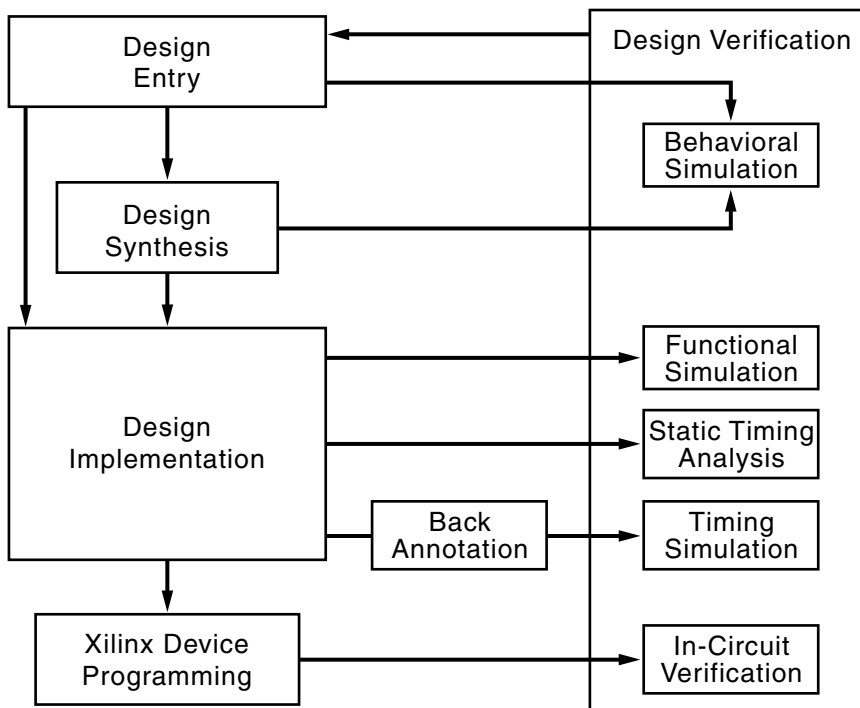 Design
Entry
Design Verification
Behavioral
Simulation
Design
Synthesis
Functional
Simulation
Design
Implementation
Static Timing
Analysis
Back
Annotation
Timing
Simulation
Xilinx Device
Programming
In-Circuit
Verification